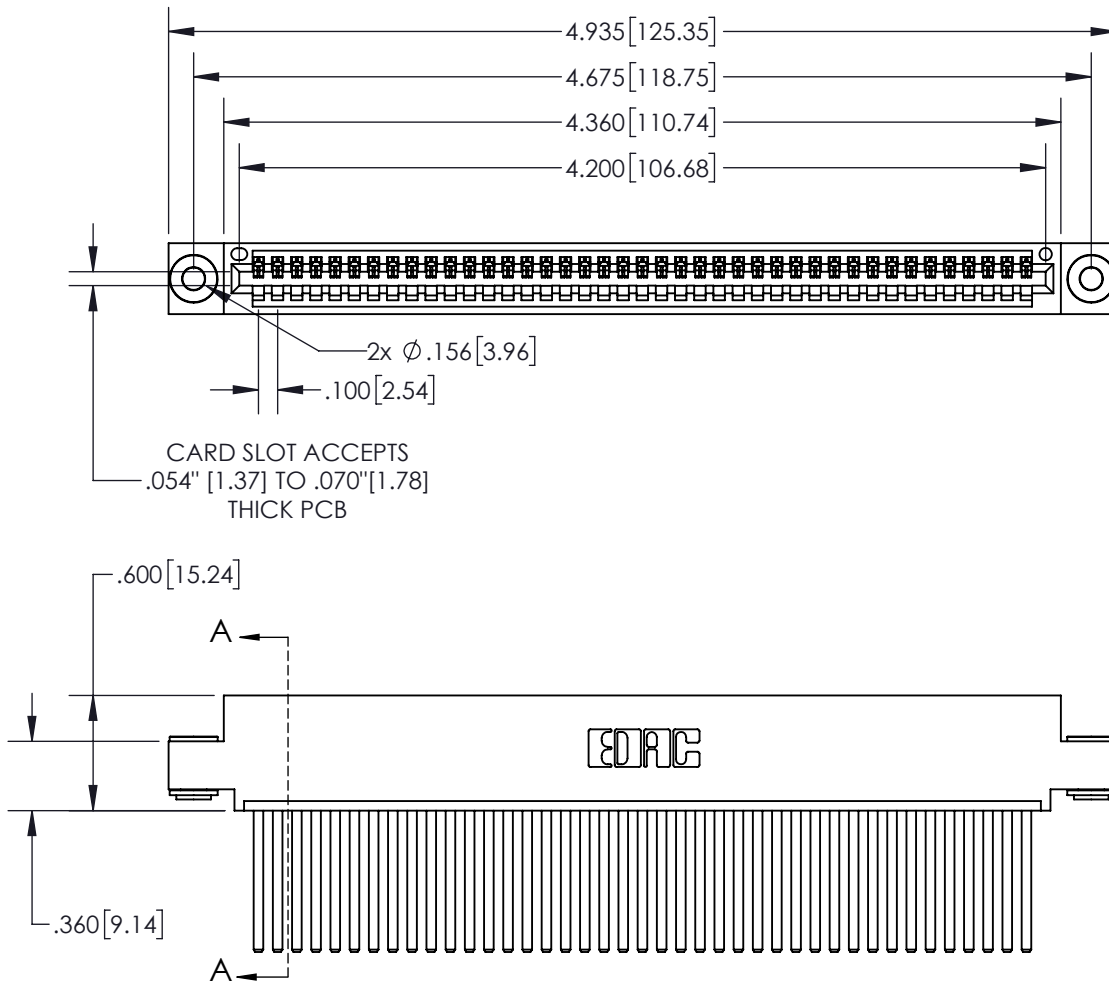 4.935[125.35]
4.675[118.75]
4.360[110.74]
4.200[106.68]
2x Ø .156[3.96]
.100[2.54]
CARD SLOT ACCEPTS
.054" [1.37] TO .070"[1.78]
THICK PCB
.600[15.24]
A
EDAC
.360[9.14]
A